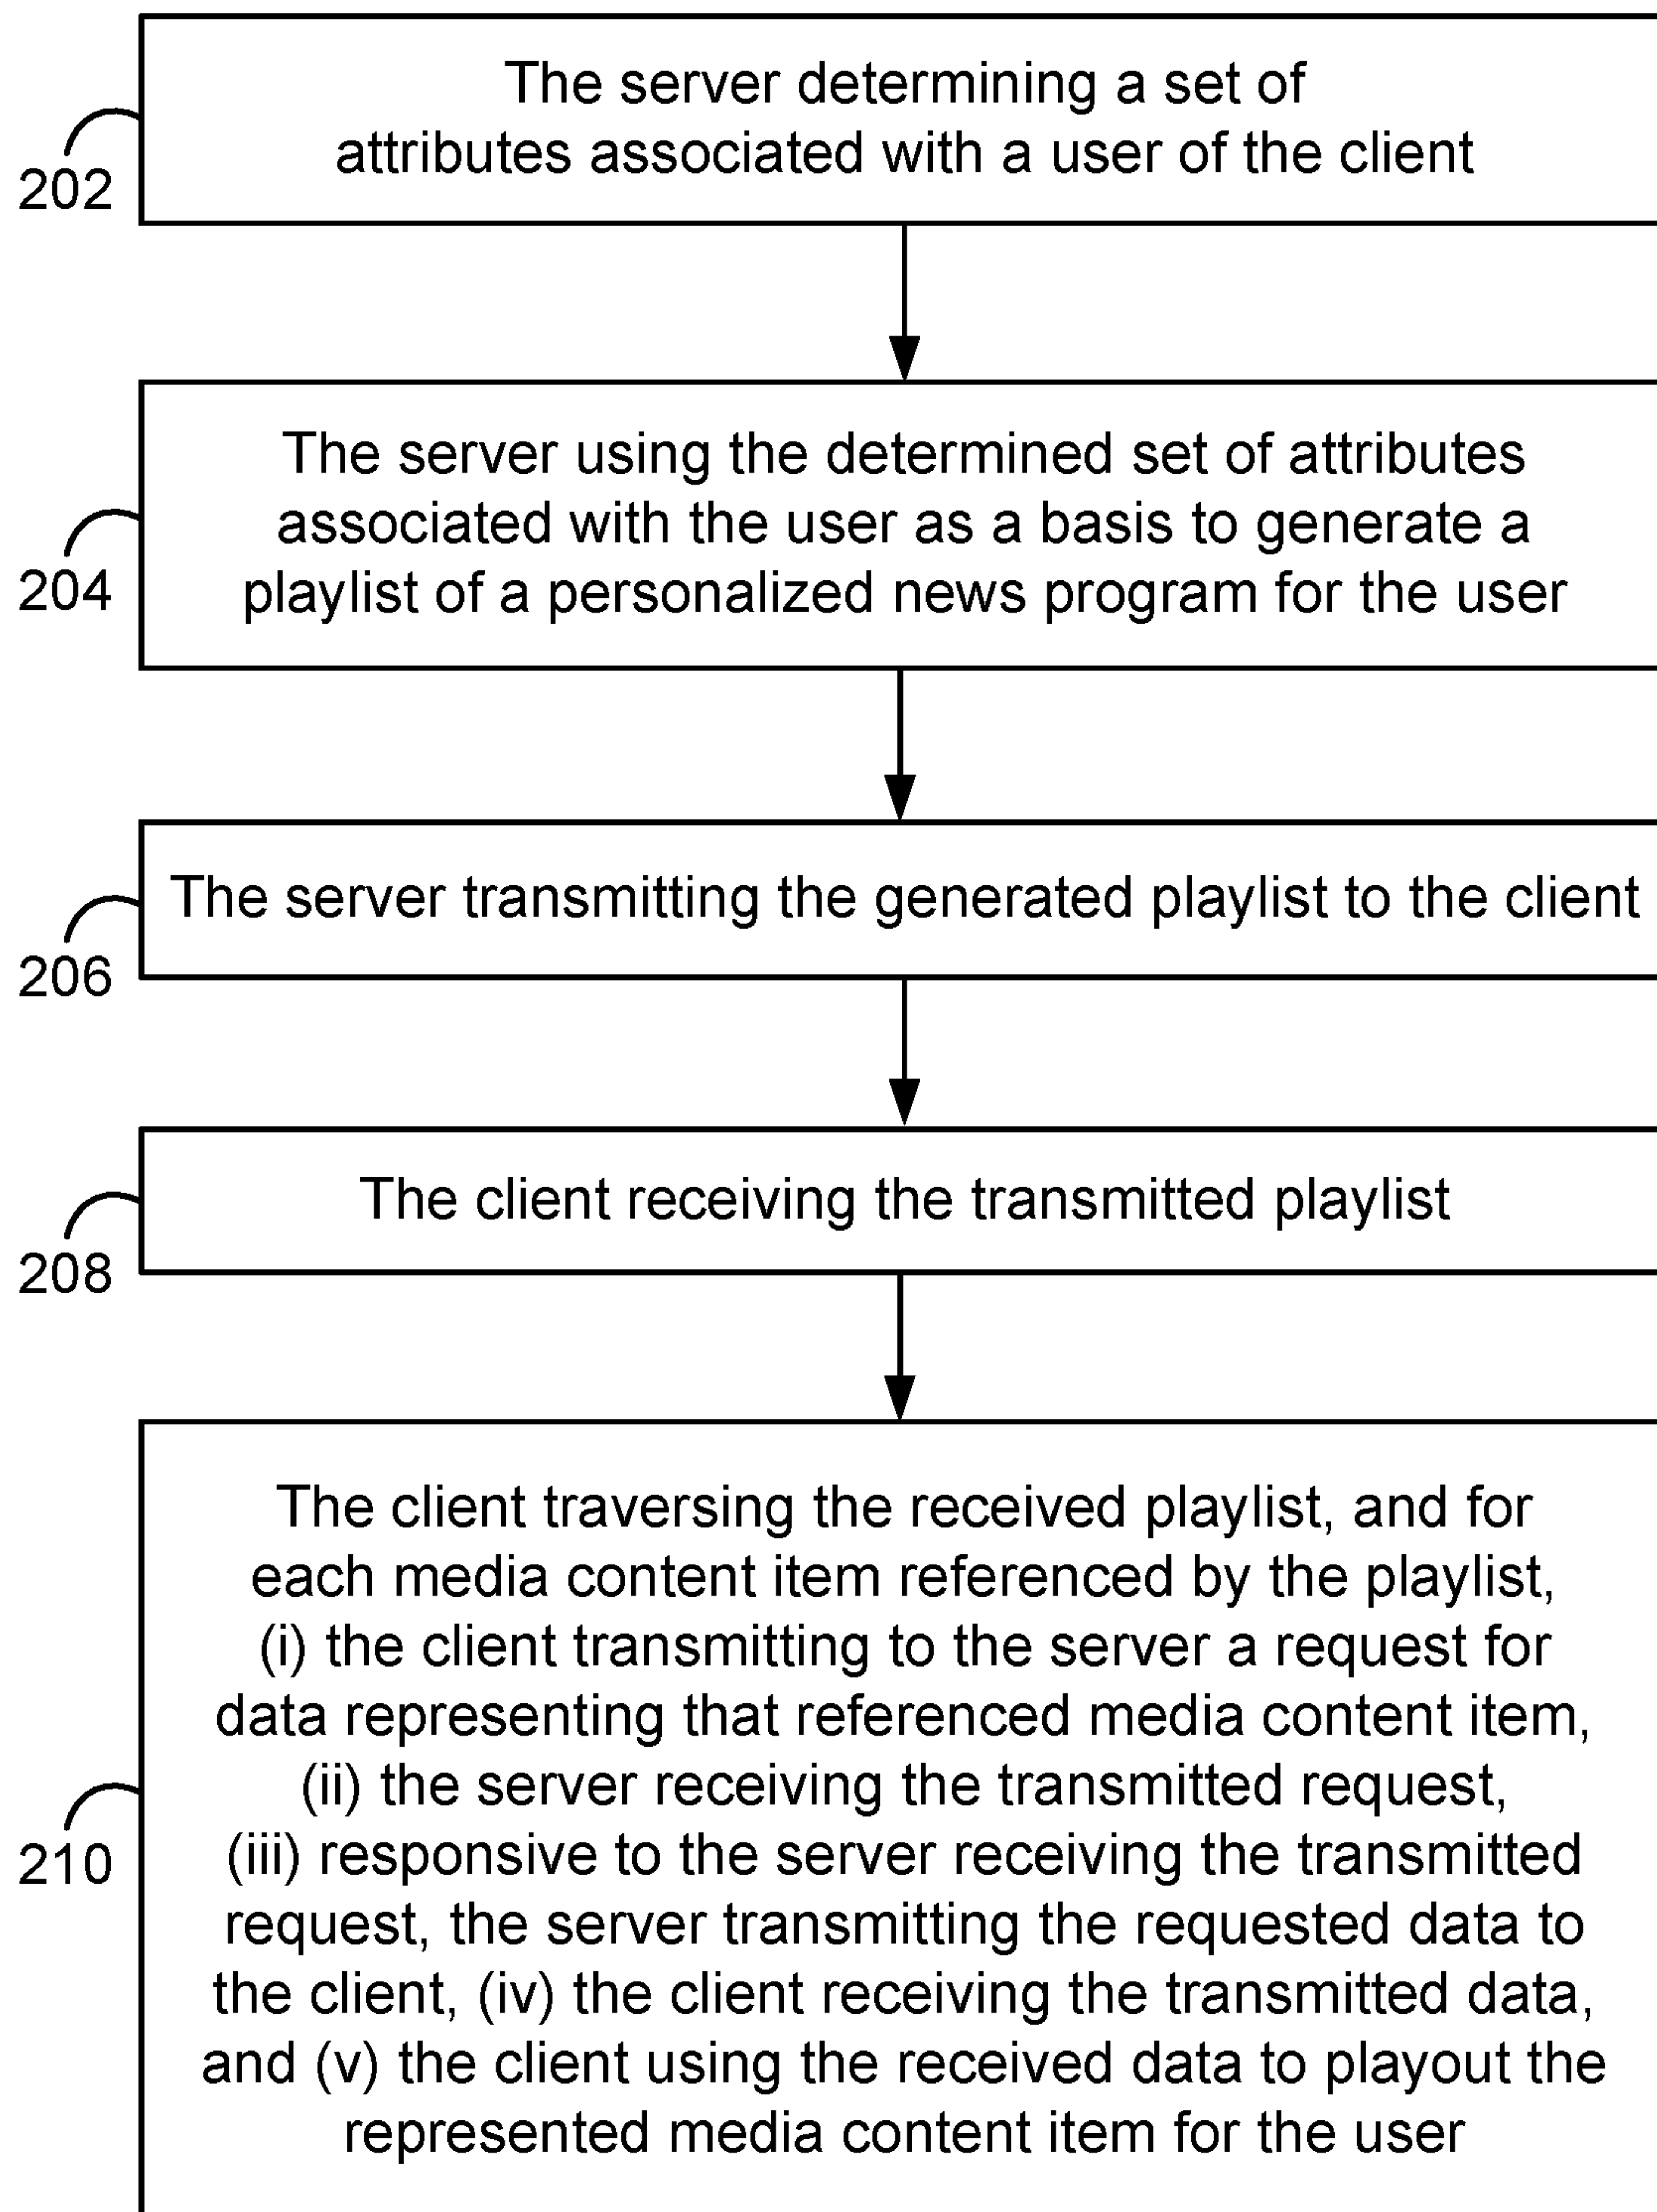 The server determining a set of
attributes associated with a user of the client
202
The server using the determined set of attributes
associated with the user as a basis to generate a
playlist of a personalized news program for the user
204
The server transmitting the generated playlist to the client
206
The client receiving the transmitted playlist
208
The client traversing the received playlist, and for
each media content item referenced by the playlist,
(i) the client transmitting to the server a request for
data representing that referenced media content item,
(ii) the server receiving the transmitted request,
(iii) responsive to the server receiving the transmitted
request, the server transmitting the requested data to
the client, (iv) the client receiving the transmitted data,
and (v) the client using the received data to playout the
represented media content item for the user
210